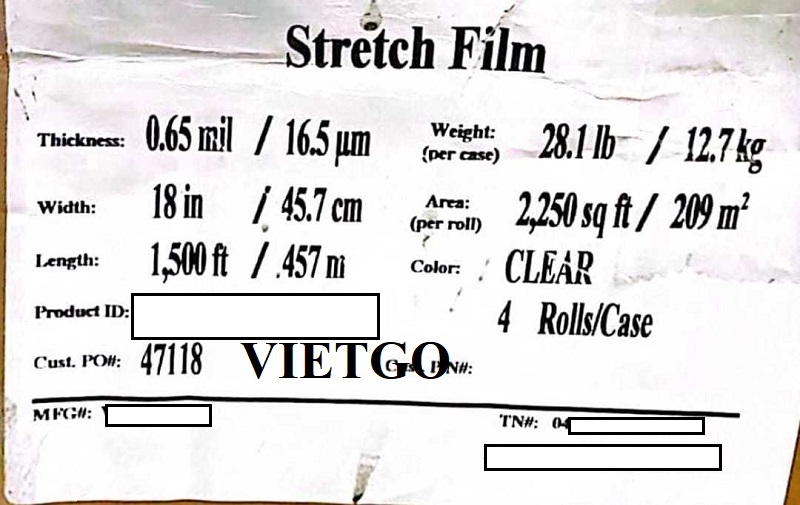 Stretch Film
Thickness: 0.65 mil / 16.5 µm
Weight: (per case) 28.1 lb / 12.7 kg
Width: 18 in / 45.7 cm
Area: (per roll) 2,250 sq ft / 209 m²
Length: 1,500 ft / 457 m
Color: CLEAR
Product ID:
4 Rolls/Case
Cust. PO#: 47118
VIETGO
N#:
MFG#:
TN#: 04